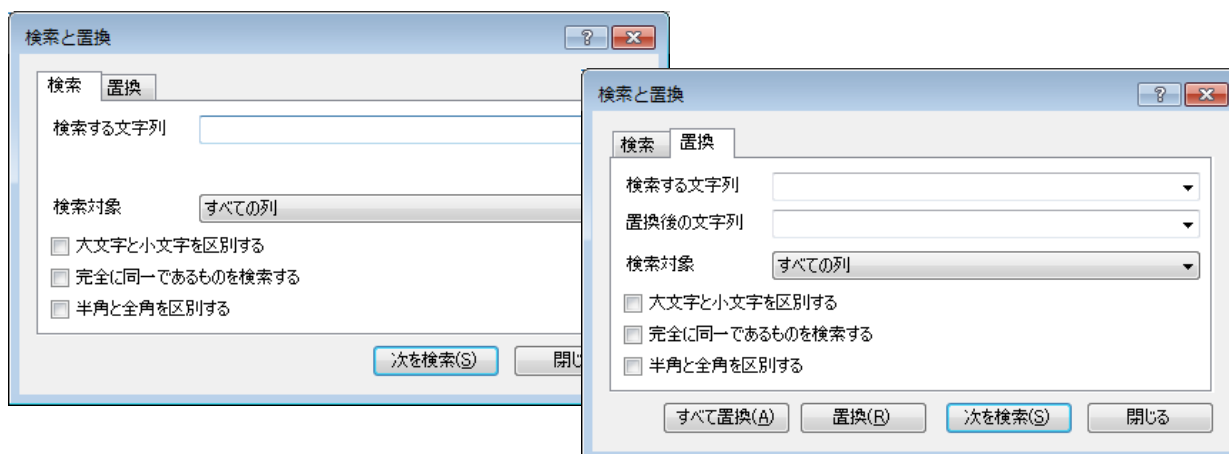 検索と置換
検索 置換
検索する文字列
検索対象 すべての列
大文字と小文字を区別する
完全に同一であるものを検索する
半角と全角を区別する
次を検索(S) 閉じ
検索と置換
検索 置換
検索する文字列
置換後の文字列
検索対象 すべての列
大文字と小文字を区別する
完全に同一であるものを検索する
半角と全角を区別する
すべて置換(A) 置換(R) 次を検索(S) 閉じる